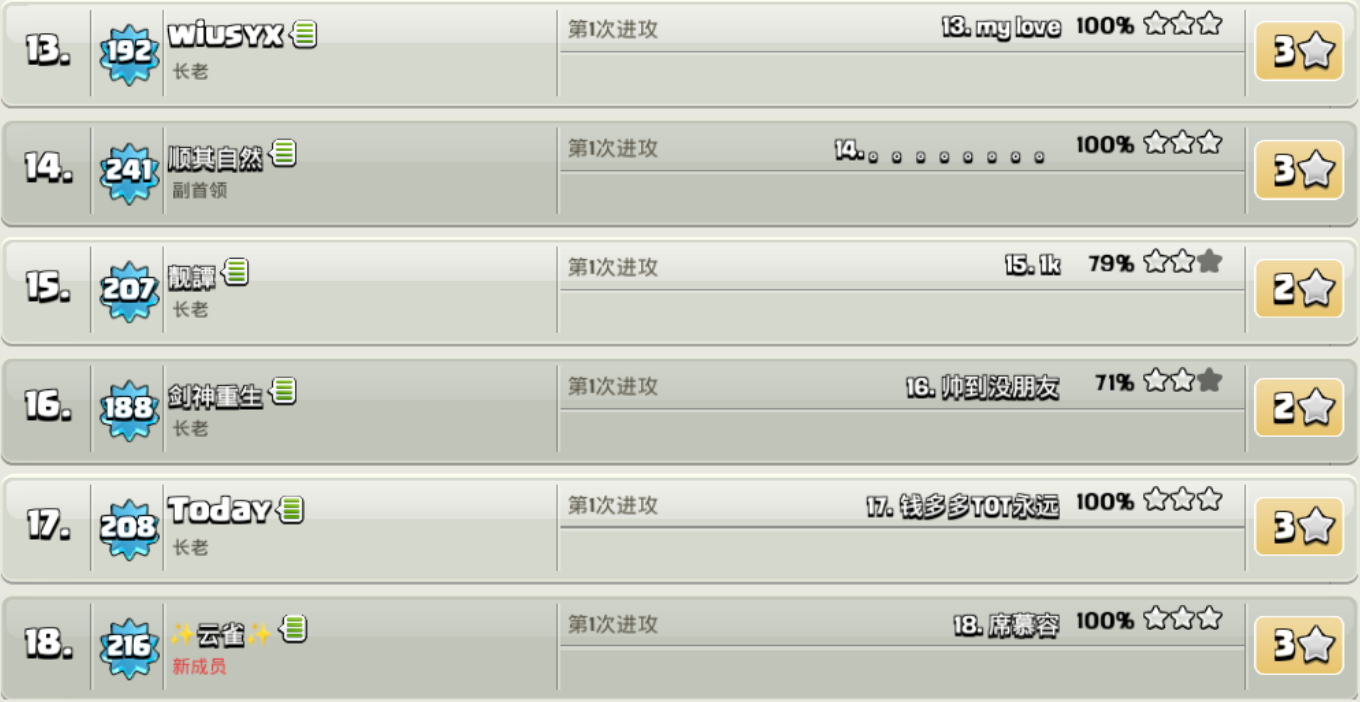 13. 192 wiusyx 第1次进攻 13. my love 100% 3
长老
14. 241 顺其自然 第1次进攻 14.。。。。。。。。 100% 3
副首领
15. 207 靓譚 第1次进攻 15. 1k 79% 2
长老
16. 188 剑神重生 第1次进攻 16. 帅到没朋友 71% 2
长老
17. 208 Today 第1次进攻 17. 钱多多TOT永远 100% 3
长老
18. 216 ✨云雀✨ 第1次进攻 18. 席慕容 100% 3
新成员